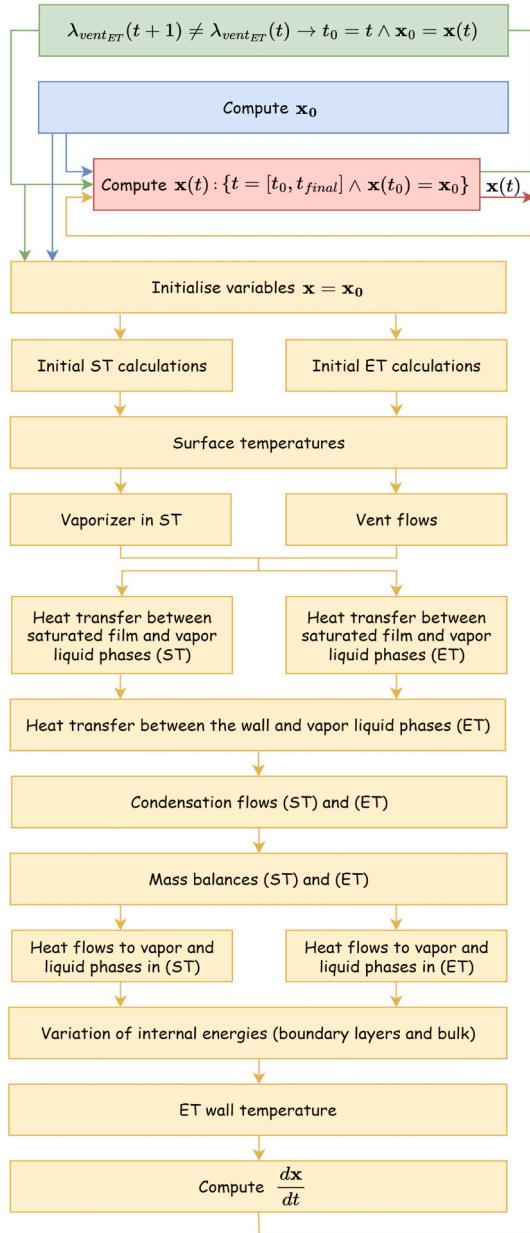 λ_{vent_{ET}}(t + 1) ≠ λ_{vent_{ET}}(t) → t_0 = t ∧ 𝐱_0 = 𝐱(t)
Compute 𝐱_𝟎
Compute 𝐱(t) : {t = [t_0, t_{final}] ∧ 𝐱(t_0) = 𝐱_0}
𝐱(t)
Initialise variables 𝐱 = 𝐱_𝟎
Initial ST calculations
Initial ET calculations
Surface temperatures
Vaporizer in ST
Vent flows
Heat transfer between
saturated film and vapor
liquid phases (ST)
Heat transfer between
saturated film and vapor
liquid phases (ET)
Heat transfer between the wall and vapor liquid phases (ET)
Condensation flows (ST) and (ET)
Mass balances (ST) and (ET)
Heat flows to vapor and
liquid phases in (ST)
Heat flows to vapor and
liquid phases in (ET)
Variation of internal energies (boundary layers and bulk)
ET wall temperature
Compute d𝐱/dt